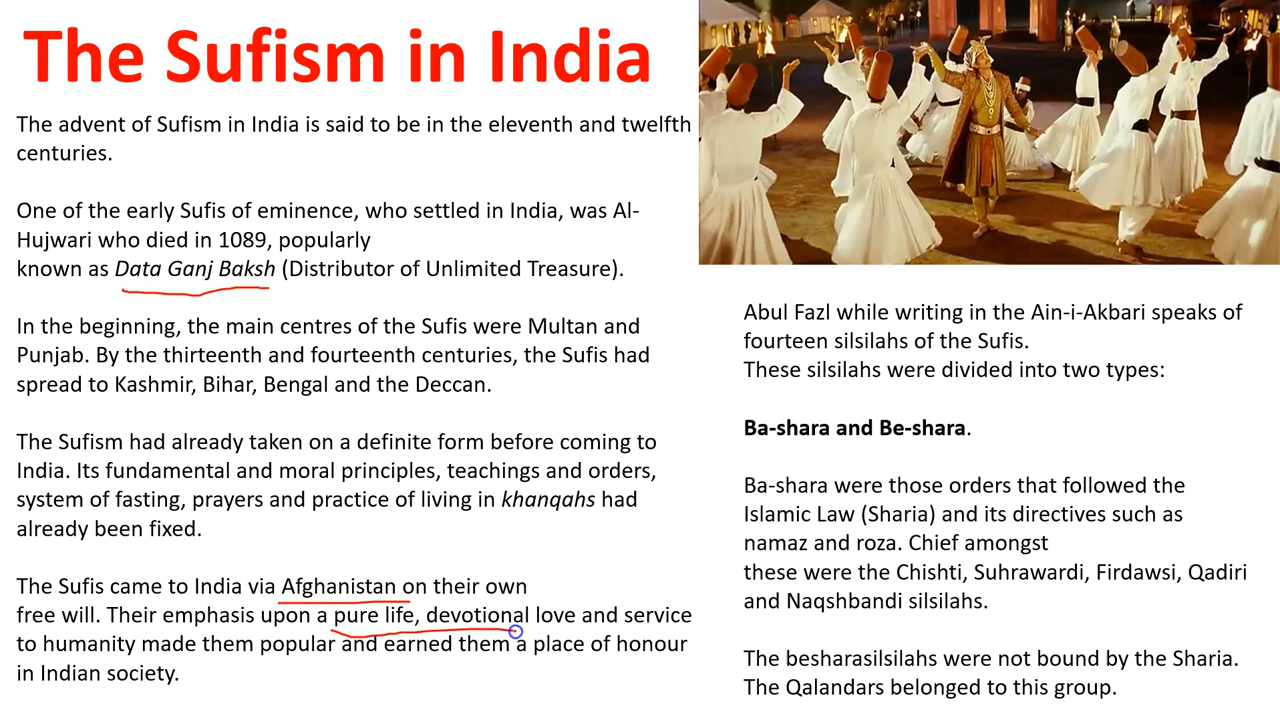 The Sufism in India
The advent of Sufism in India is said to be in the eleventh and twelfth
centuries.
One of the early Sufis of eminence, who settled in India, was Al-
Hujwari who died in 1089, popularly
known as Data Ganj Baksh (Distributor of Unlimited Treasure).
In the beginning, the main centres of the Sufis were Multan and
Punjab. By the thirteenth and fourteenth centuries, the Sufis had
spread to Kashmir, Bihar, Bengal and the Deccan.
The Sufism had already taken on a definite form before coming to
India. Its fundamental and moral principles, teachings and orders,
system of fasting, prayers and practice of living in khanqahs had
already been fixed.
The Sufis came to India via Afghanistan on their own
free will. Their emphasis upon a pure life, devotional love and service
to humanity made them popular and earned them a place of honour
in Indian society.
Abul Fazl while writing in the Ain-i-Akbari speaks of
fourteen silsilahs of the Sufis.
These silsilahs were divided into two types:
Ba-shara and Be-shara.
Ba-shara were those orders that followed the
Islamic Law (Sharia) and its directives such as
namaz and roza. Chief amongst
these were the Chishti, Suhrawardi, Firdawsi, Qadiri
and Naqshbandi silsilahs.
The besharasilsilahs were not bound by the Sharia.
The Qalandars belonged to this group.